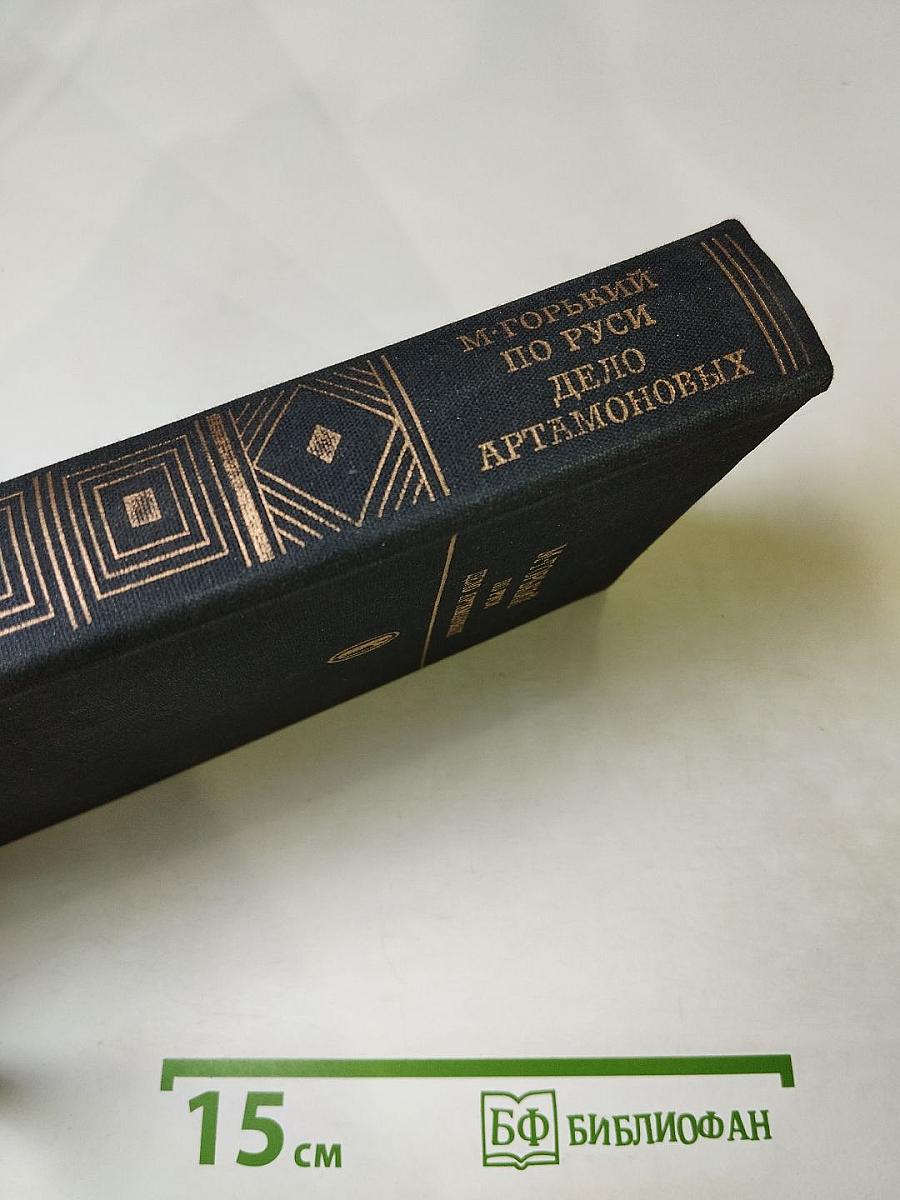 М·ГОРЬКИЙ
ПО РУСИ
ДЕЛО
АРТАМОНОВЫХ
15 см
БФ БИБЛИОФАН